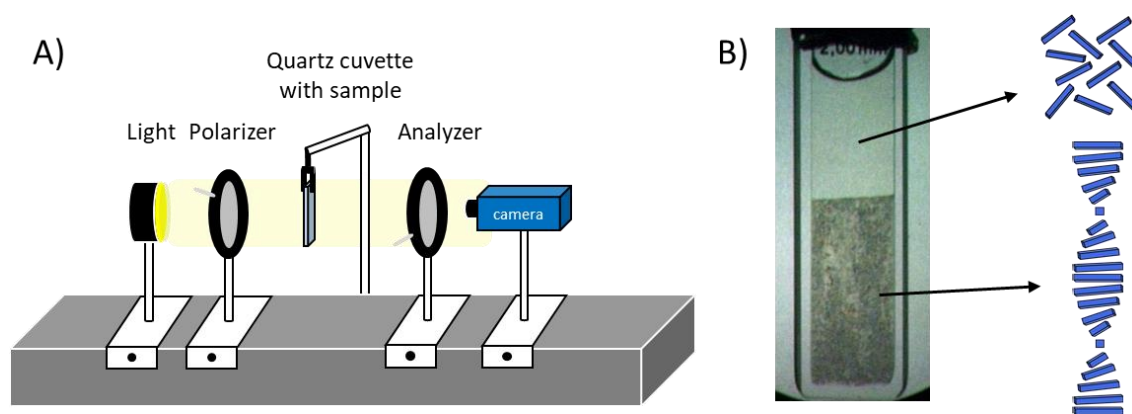 A)
Quartz cuvette
with sample
Light
Polarizer
Analyzer
camera
B)
2,00 mm